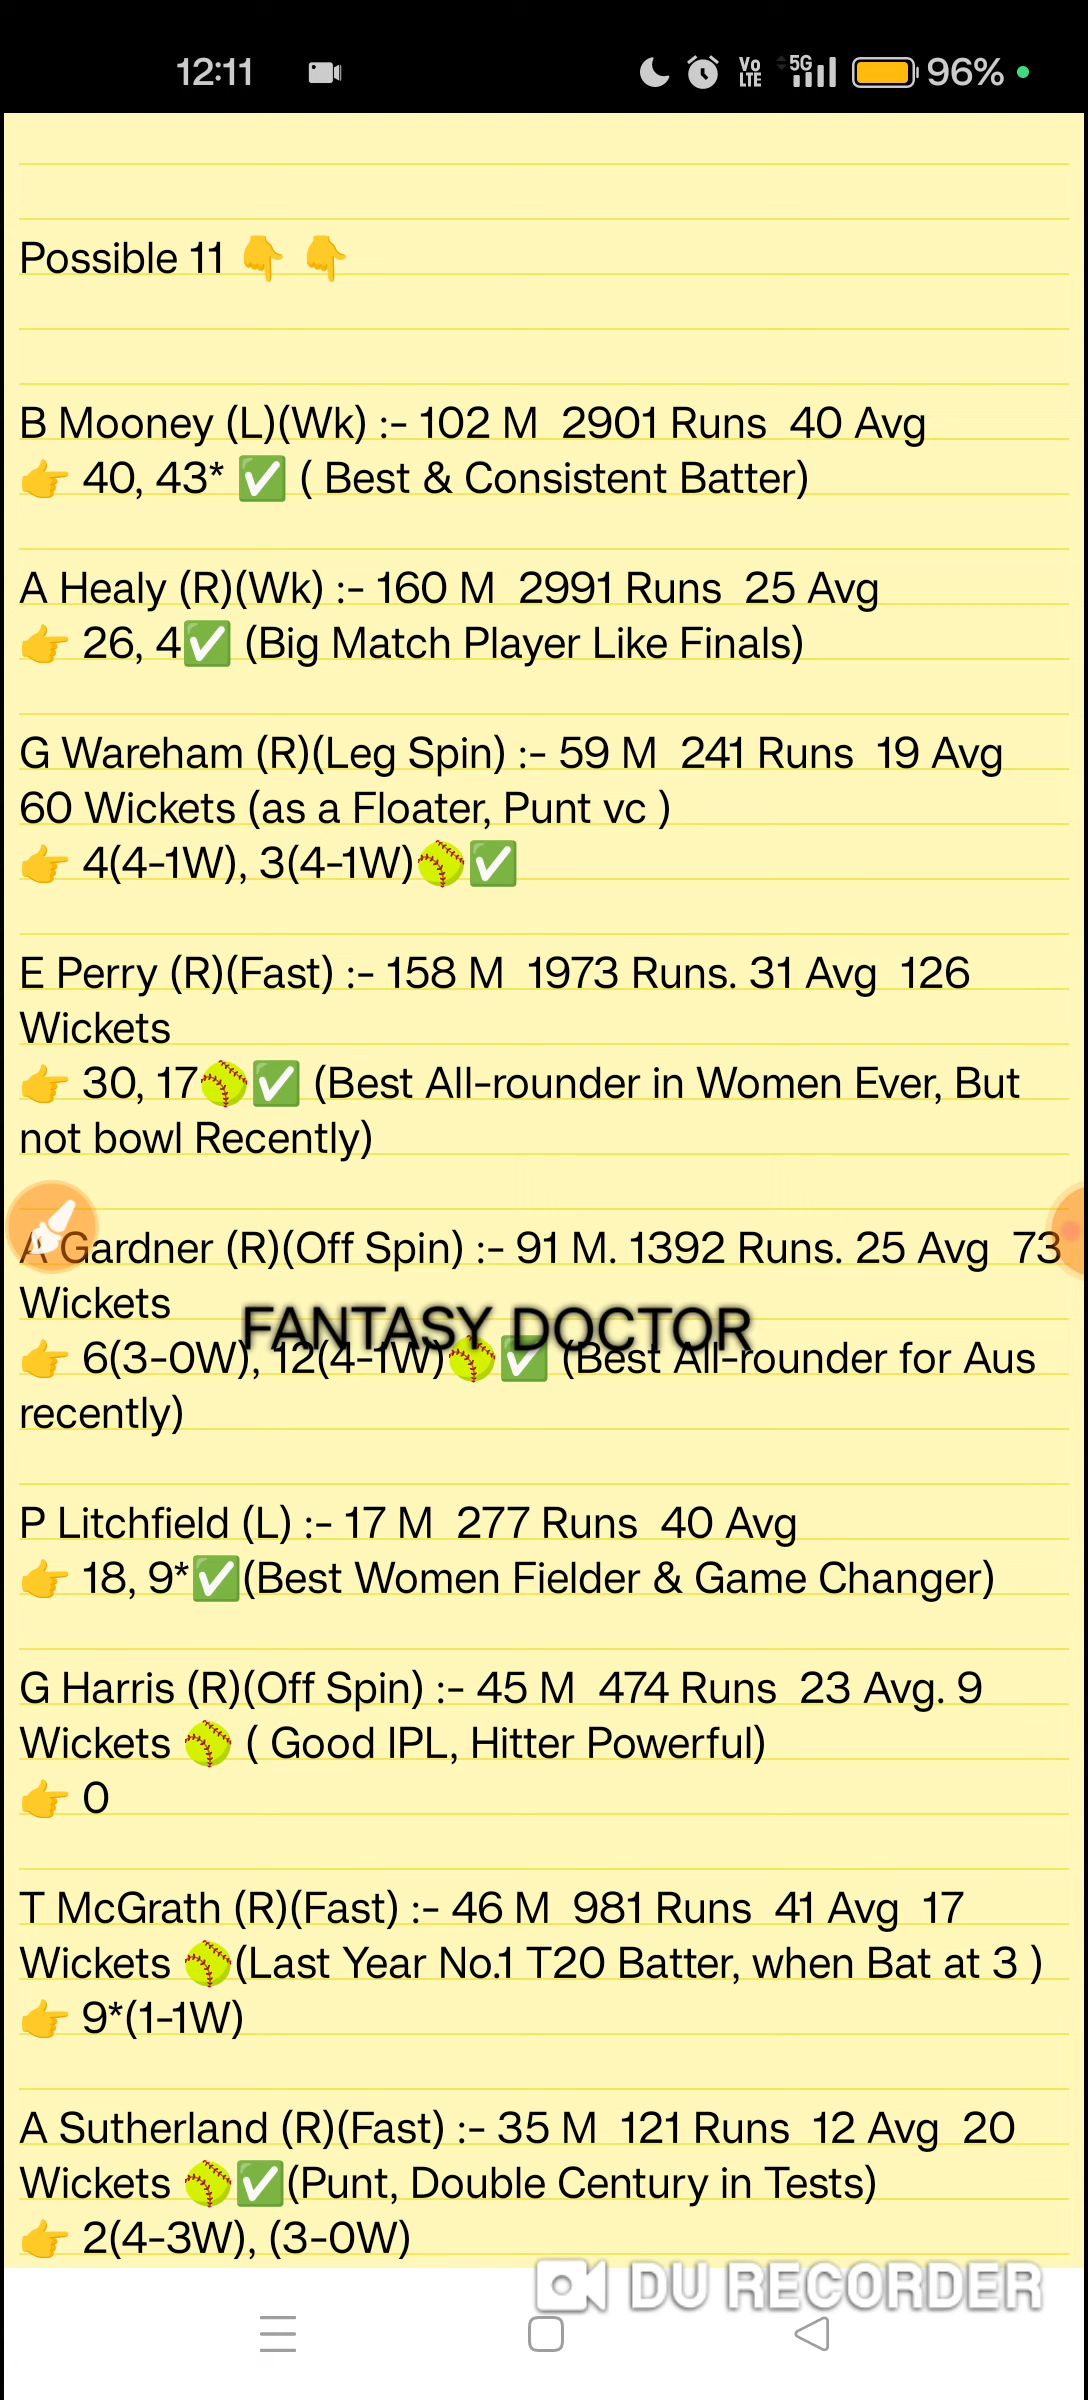 12:11 Vo LTE 5G 96%
Possible 11 👇 👇
B Mooney (L)(Wk) :- 102 M 2901 Runs 40 Avg
👉 40, 43* ✅ ( Best & Consistent Batter)
A Healy (R)(Wk) :- 160 M 2991 Runs 25 Avg
👉 26, 4✅ (Big Match Player Like Finals)
G Wareham (R)(Leg Spin) :- 59 M 241 Runs 19 Avg
60 Wickets (as a Floater, Punt vc )
👉 4(4-1W), 3(4-1W)🥎✅
E Perry (R)(Fast) :- 158 M 1973 Runs. 31 Avg 126
Wickets
👉 30, 17🥎✅ (Best All-rounder in Women Ever, But
not bowl Recently)
A Gardner (R)(Off Spin) :- 91 M. 1392 Runs. 25 Avg 73
Wickets
FANTASY DOCTOR
👉 6(3-0W), 12(4-1W)🥎✅ (Best All-rounder for Aus
recently)
P Litchfield (L) :- 17 M 277 Runs 40 Avg
👉 18, 9*✅(Best Women Fielder & Game Changer)
G Harris (R)(Off Spin) :- 45 M 474 Runs 23 Avg. 9
Wickets 🥎 ( Good IPL, Hitter Powerful)
👉 0
T McGrath (R)(Fast) :- 46 M 981 Runs 41 Avg 17
Wickets 🥎(Last Year No.1 T20 Batter, when Bat at 3 )
👉 9*(1-1W)
A Sutherland (R)(Fast) :- 35 M 121 Runs 12 Avg 20
Wickets 🥎✅(Punt, Double Century in Tests)
👉 2(4-3W), (3-0W)
DU RECORDER